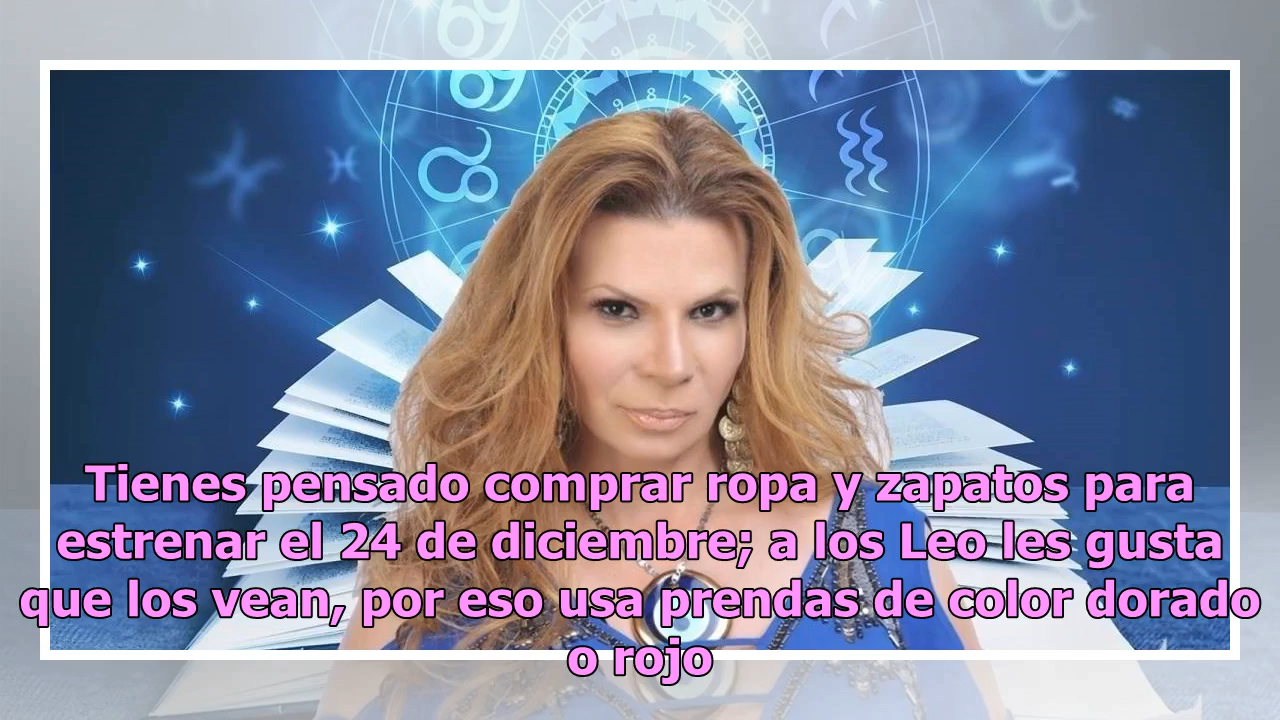 Tienes pensado comprar ropa y zapatos para
estrenar el 24 de diciembre; a los Leo les gusta
que los vean, por eso usa prendas de color dorado
o rojo